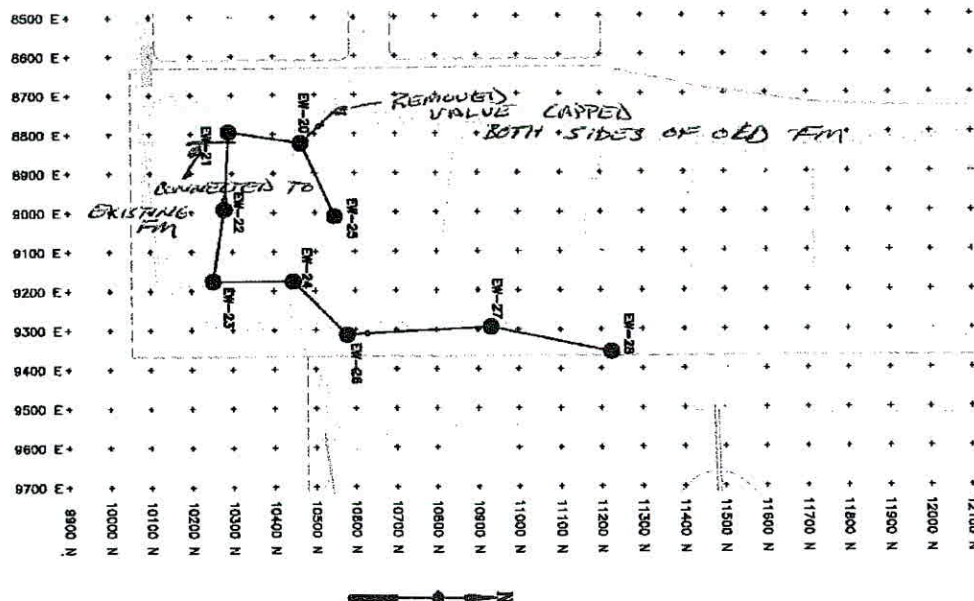 8500 E+
8600 E+
8700 E+
8800 E+
8900 E+
9000 E+
9100 E+
9200 E+
9300 E+
9400 E+
9500 E+
9600 E+
9700 E+
REMOVED
VALVE CAPPED
BOTH SIDES OF OLD FM
CONNECTED TO
EXISTING
FM
EW-20
EW-21
EW-22
EW-23
EW-24
EW-25
EW-26
EW-27
EW-28
9900 N
10000 N
10100 N
10200 N
10300 N
10400 N
10500 N
10600 N
10700 N
10800 N
10900 N
11000 N
11100 N
11200 N
11300 N
11400 N
11500 N
11600 N
11700 N
11800 N
11900 N
12000 N
12100 N
N